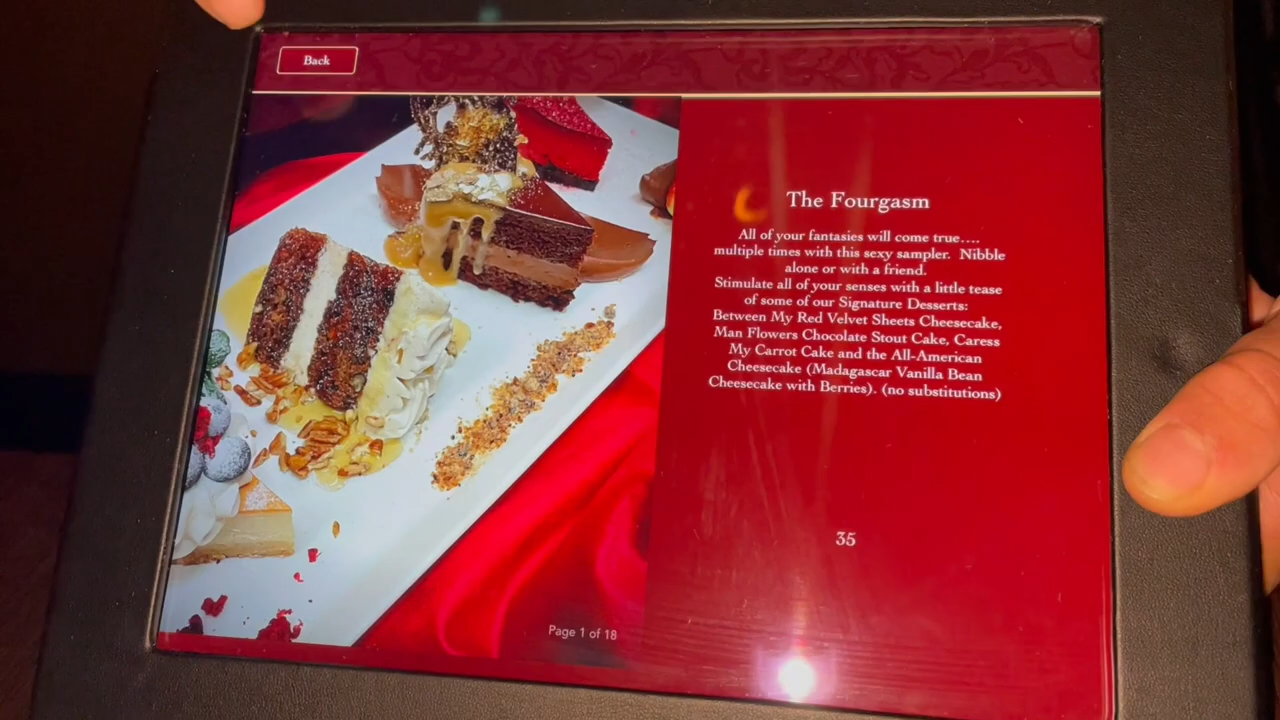 Back
The Fourgasm
All of your fantasies will come true....
multiple times with this sexy sampler. Nibble
alone or with a friend.
Stimulate all of your senses with a little tease
of some of our Signature Desserts:
Between My Red Velvet Sheets Cheesecake,
Man Flowers Chocolate Stout Cake, Caress
My Carrot Cake and the All-American
Cheesecake (Madagascar Vanilla Bean
Cheesecake with Berries). (no substitutions)
35
Page 1 of 18